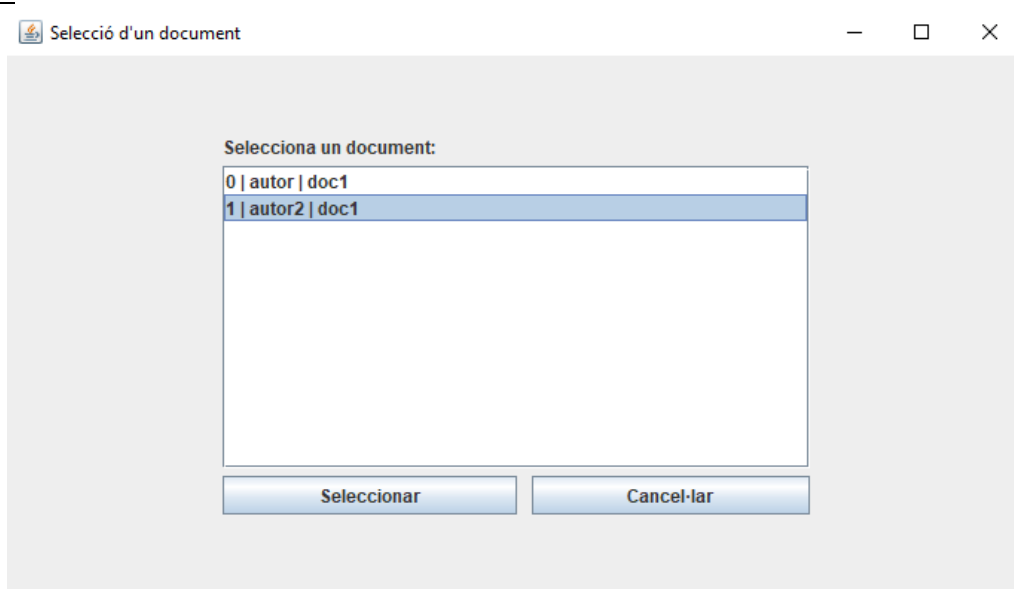 Selecció d'un document
Selecciona un document:
0 | autor | doc1
1 | autor2 | doc1
Seleccionar Cancel·lar